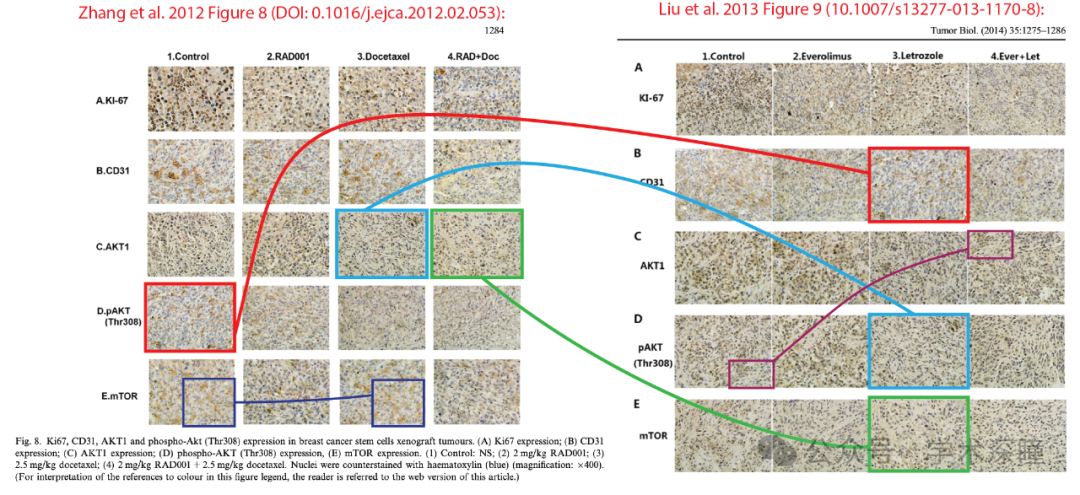 Zhang et al. 2012 Figure 8 (DOI: 0.1016/j.ejca.2012.02.053):
1284
1.Control 2.RAD001 3.Docetaxel 4.RAD+Doc
A.KI-67
B.CD31
C.AKT1
D.pAKT
(Thr308)
E.mTOR
Fig. 8. Ki67, CD31, AKT1 and phospho-Akt (Thr308) expression in breast cancer stem cells xenograft tumours. (A) Ki67 expression; (B) CD31
expression; (C) AKT1 expression; (D) phospho-AKT (Thr308) expression, (E) mTOR expression. (1) Control: NS; (2) 2 mg/kg RAD001; (3)
2.5 mg/kg docetaxel; (4) 2 mg/kg RAD001 + 2.5 mg/kg docetaxel. Nuclei were counterstained with haematoxylin (blue) (magnification: ×400).
(For interpretation of the references to colour in this figure legend, the reader is referred to the web version of this article.)
Liu et al. 2013 Figure 9 (10.1007/s13277-013-1170-8):
Tumor Biol. (2014) 35:1275–1286
1.Control 2.Everolimus 3.Letrozole 4.Ever+Let
A
KI-67
B
CD31
C
AKT1
D
pAKT
(Thr308)
E
mTOR
公众号 · 学术深睡